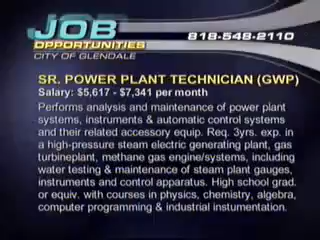 JOB
OPPORTUNITIES
CITY OF GLENDALE
818-548-2110
SR. POWER PLANT TECHNICIAN (GWP)
Salary: $5,617 - $7,341 per month
Performs analysis and maintenance of power plant
systems, instruments & automatic control systems
and their related accessory equip. Req. 3yrs. exp. in
a high-pressure steam electric generating plant, gas
turbineplant, methane gas engine/systems, including
water testing & maintenance of steam plant gauges,
instruments and control apparatus. High school grad.
or equiv. with courses in physics, chemistry, algebra,
computer programming & industrial instumentation.